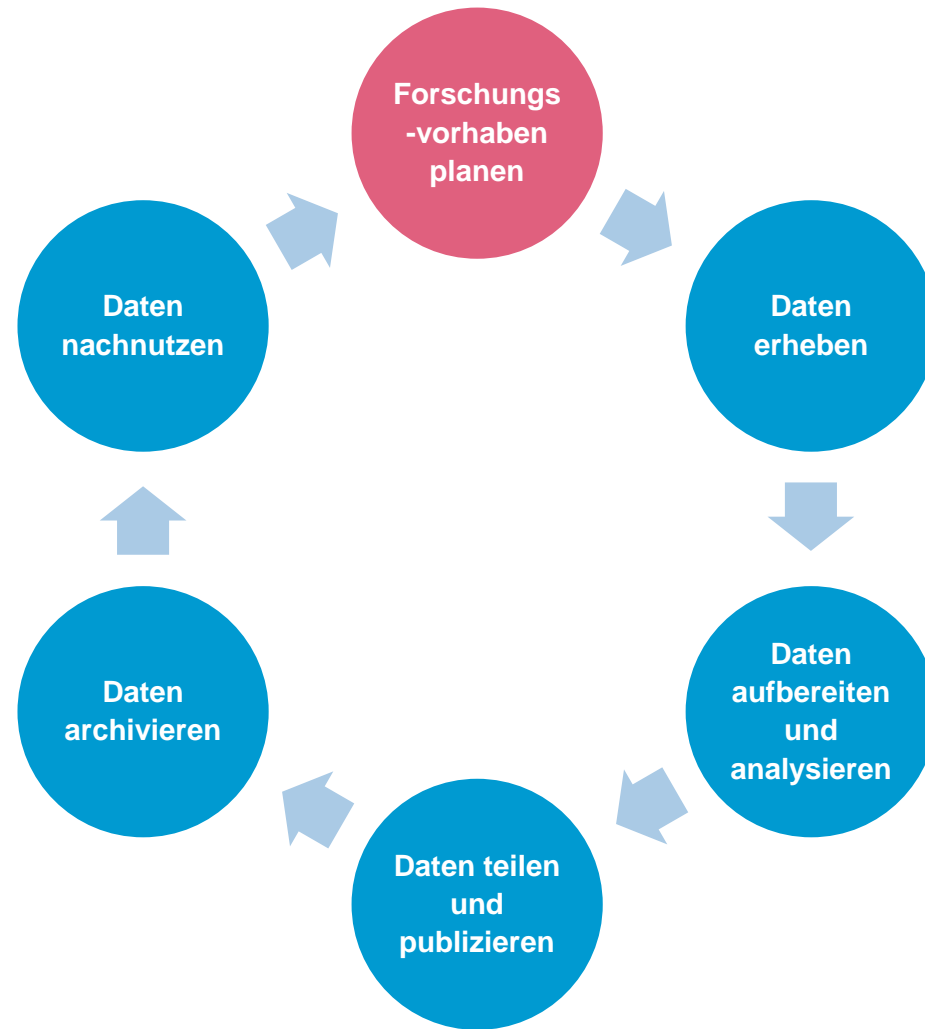 Forschungs
-vorhaben
planen
Daten
erheben
Daten
aufbereiten
und
analysieren
Daten teilen
und
publizieren
Daten
archivieren
Daten
nachnutzen